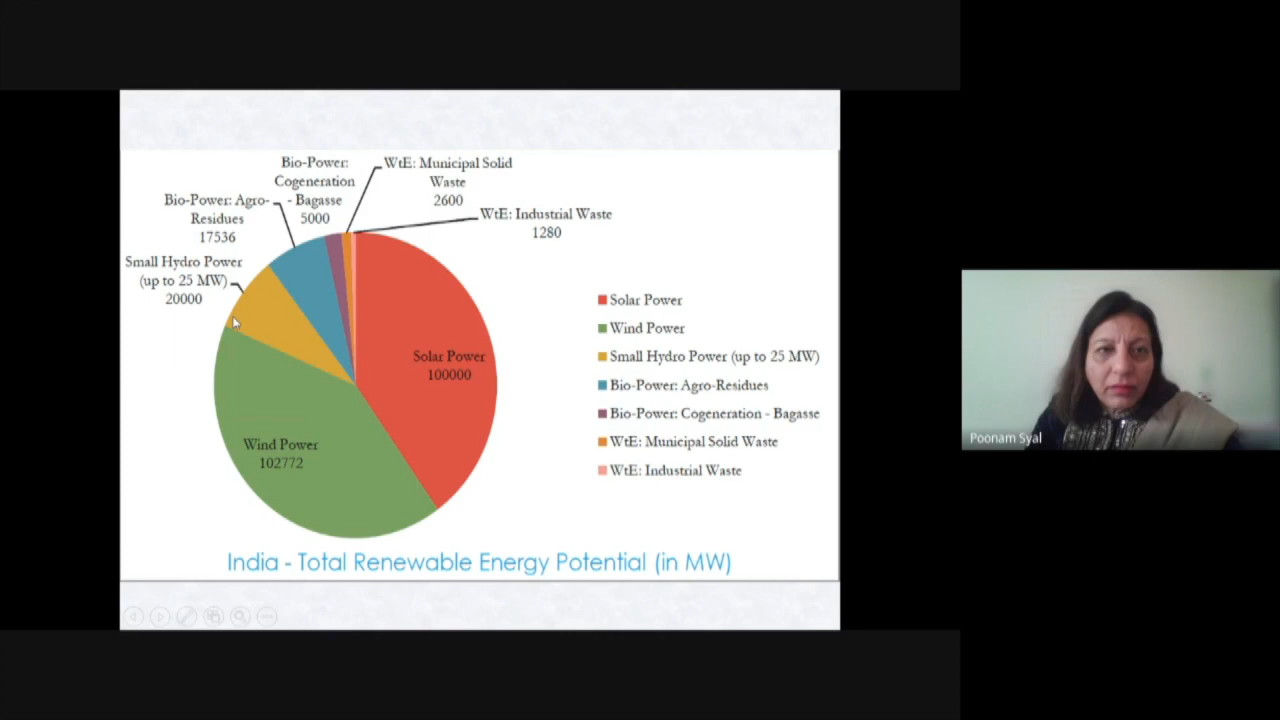 Bio-Power:
Cogeneration
- Bagasse
5000
WtE: Municipal Solid
Waste
2600
Bio-Power: Agro-
Residues
17536
WtE: Industrial Waste
1280
Small Hydro Power
(up to 25 MW)
20000
Solar Power
100000
Wind Power
102772
Solar Power
Wind Power
Small Hydro Power (up to 25 MW)
Bio-Power: Agro-Residues
Bio-Power: Cogeneration - Bagasse
WtE: Municipal Solid Waste
WtE: Industrial Waste
India - Total Renewable Energy Potential (in MW)
Poonam Syal